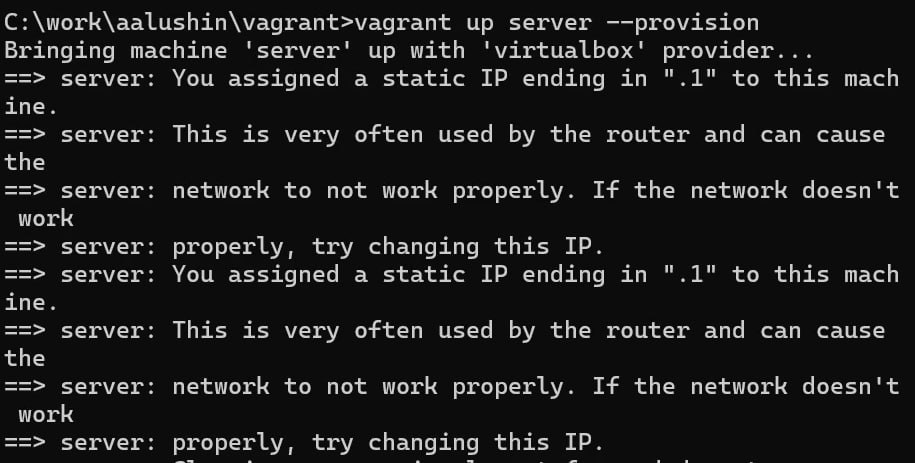 C:\work\aalushin\vagrant>vagrant up server --provision
Bringing machine 'server' up with 'virtualbox' provider...
==> server: You assigned a static IP ending in ".1" to this mach
ine.
==> server: This is very often used by the router and can cause
the
==> server: network to not work properly. If the network doesn't
 work
==> server: properly, try changing this IP.
==> server: You assigned a static IP ending in ".1" to this mach
ine.
==> server: This is very often used by the router and can cause
the
==> server: network to not work properly. If the network doesn't
 work
==> server: properly, try changing this IP.